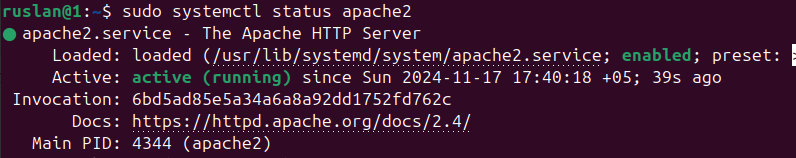 ruslan@1:~$ sudo systemctl status apache2
● apache2.service - The Apache HTTP Server
Loaded: loaded (/usr/lib/systemd/system/apache2.service; enabled; preset: >
Active: active (running) since Sun 2024-11-17 17:40:18 +05; 39s ago
Invocation: 6bd5ad85e5a34a6a8a92dd1752fd762c
Docs: https://httpd.apache.org/docs/2.4/
Main PID: 4344 (apache2)